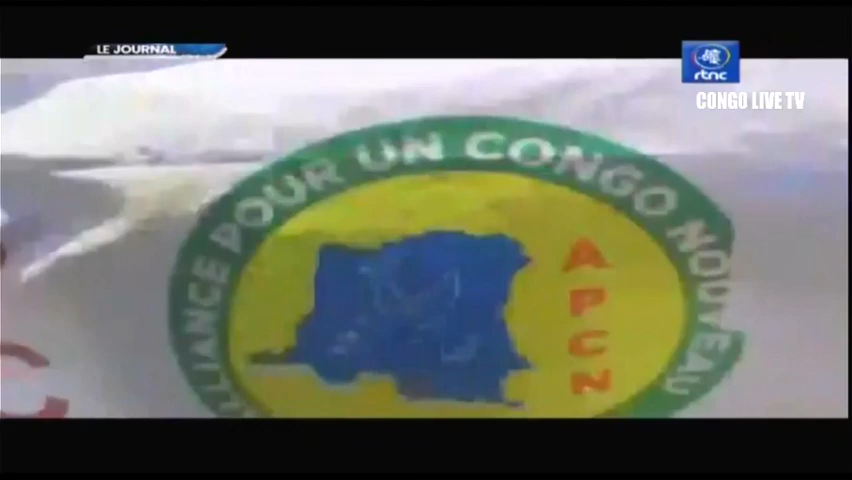 LE JOURNAL
rtnc
CONGO LIVE TV
ALLIANCE POUR UN CONGO NOUVEAU
APCN
C